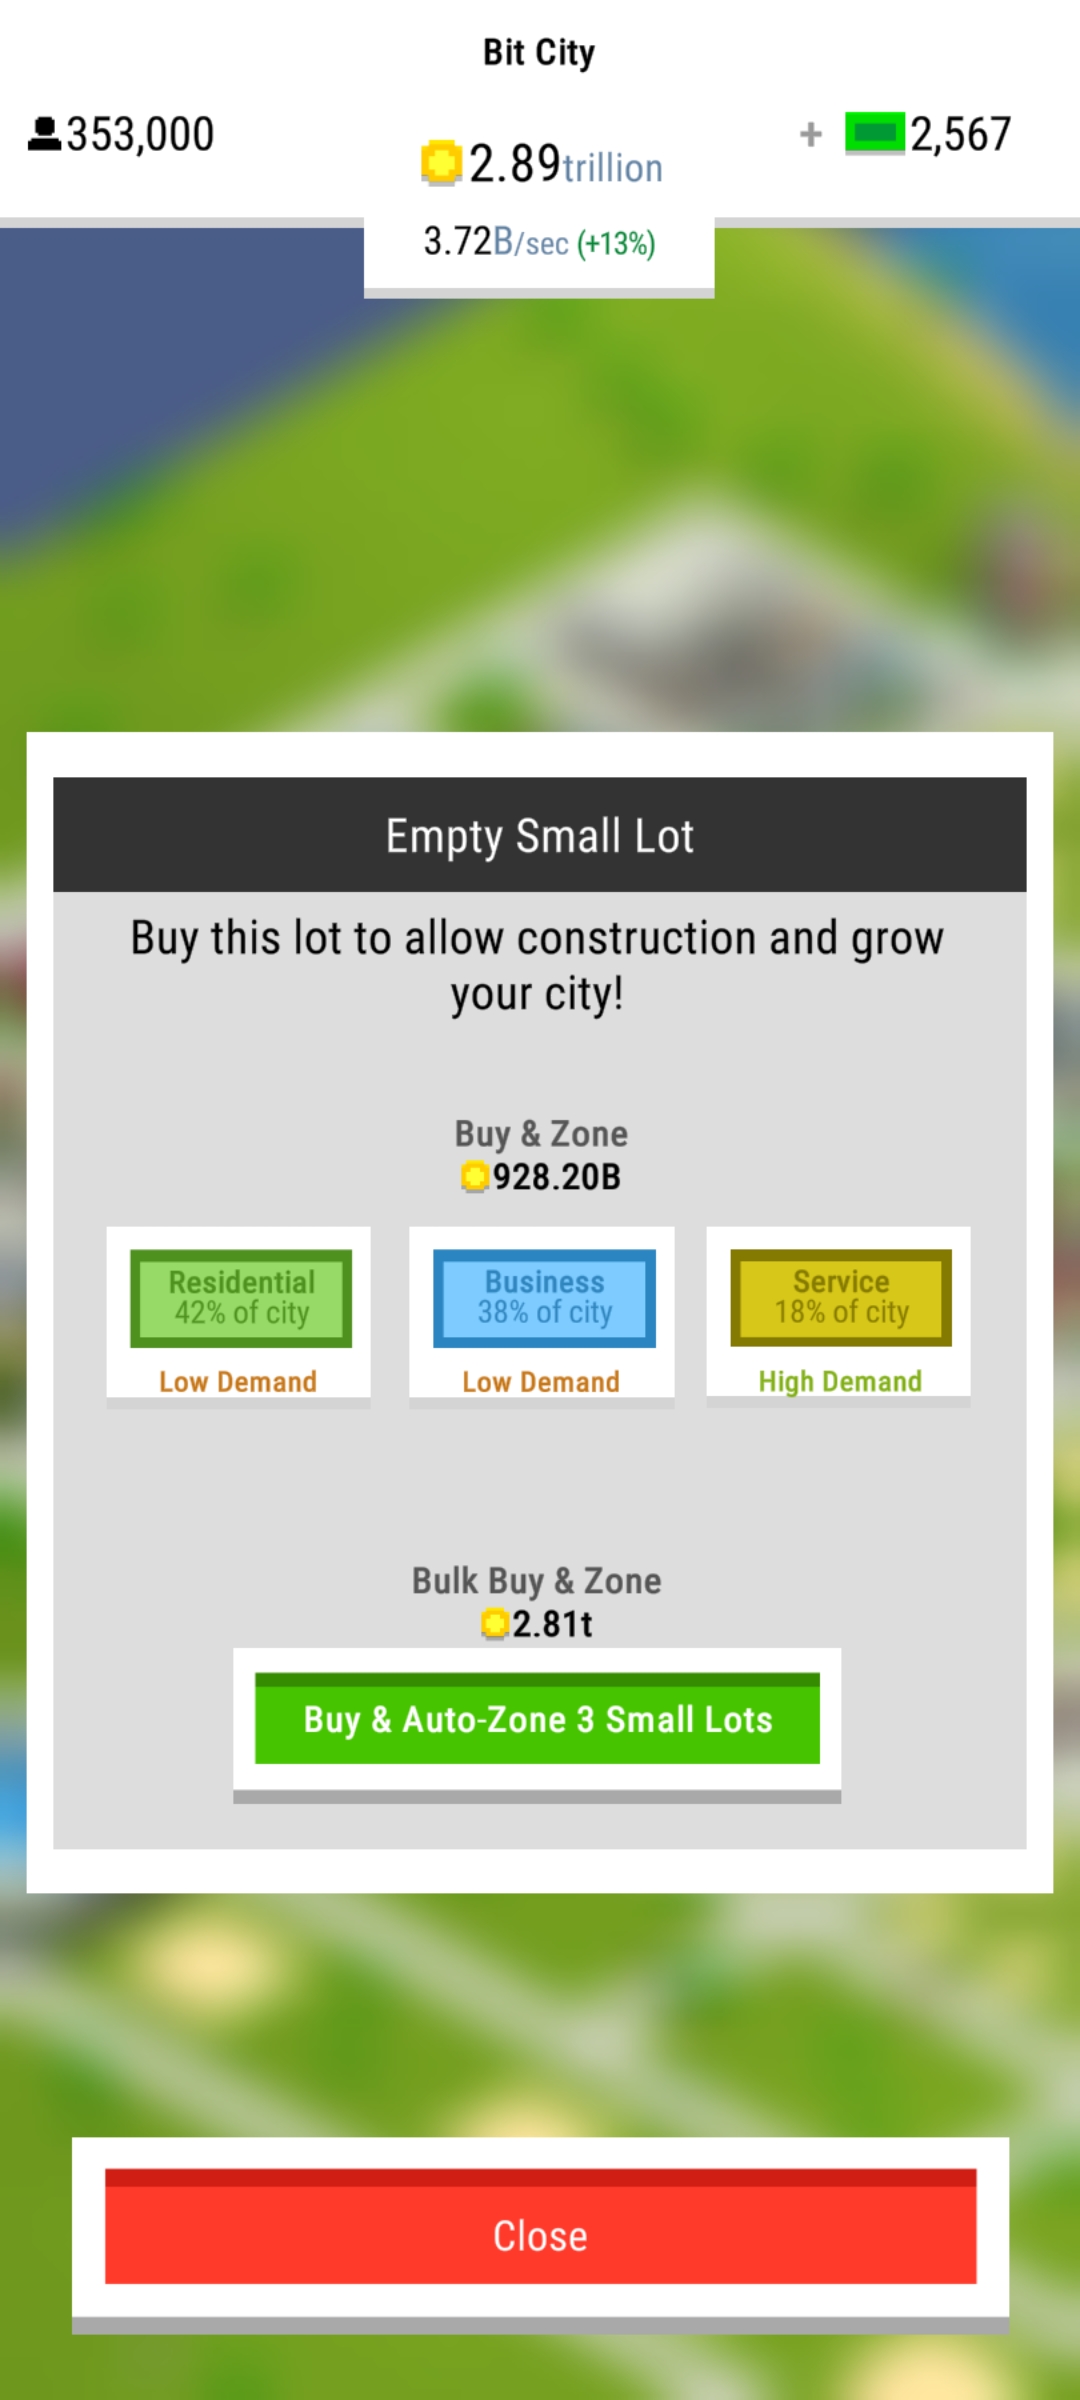 Bit City
353,000
2.89trillion
+ 2,567
3.72B/sec (+13%)
Empty Small Lot
Buy this lot to allow construction and grow
your city!
Buy & Zone
928.20B
Residential
42% of city
Low Demand
Business
38% of city
Low Demand
Service
18% of city
High Demand
Bulk Buy & Zone
2.81t
Buy & Auto-Zone 3 Small Lots
Close